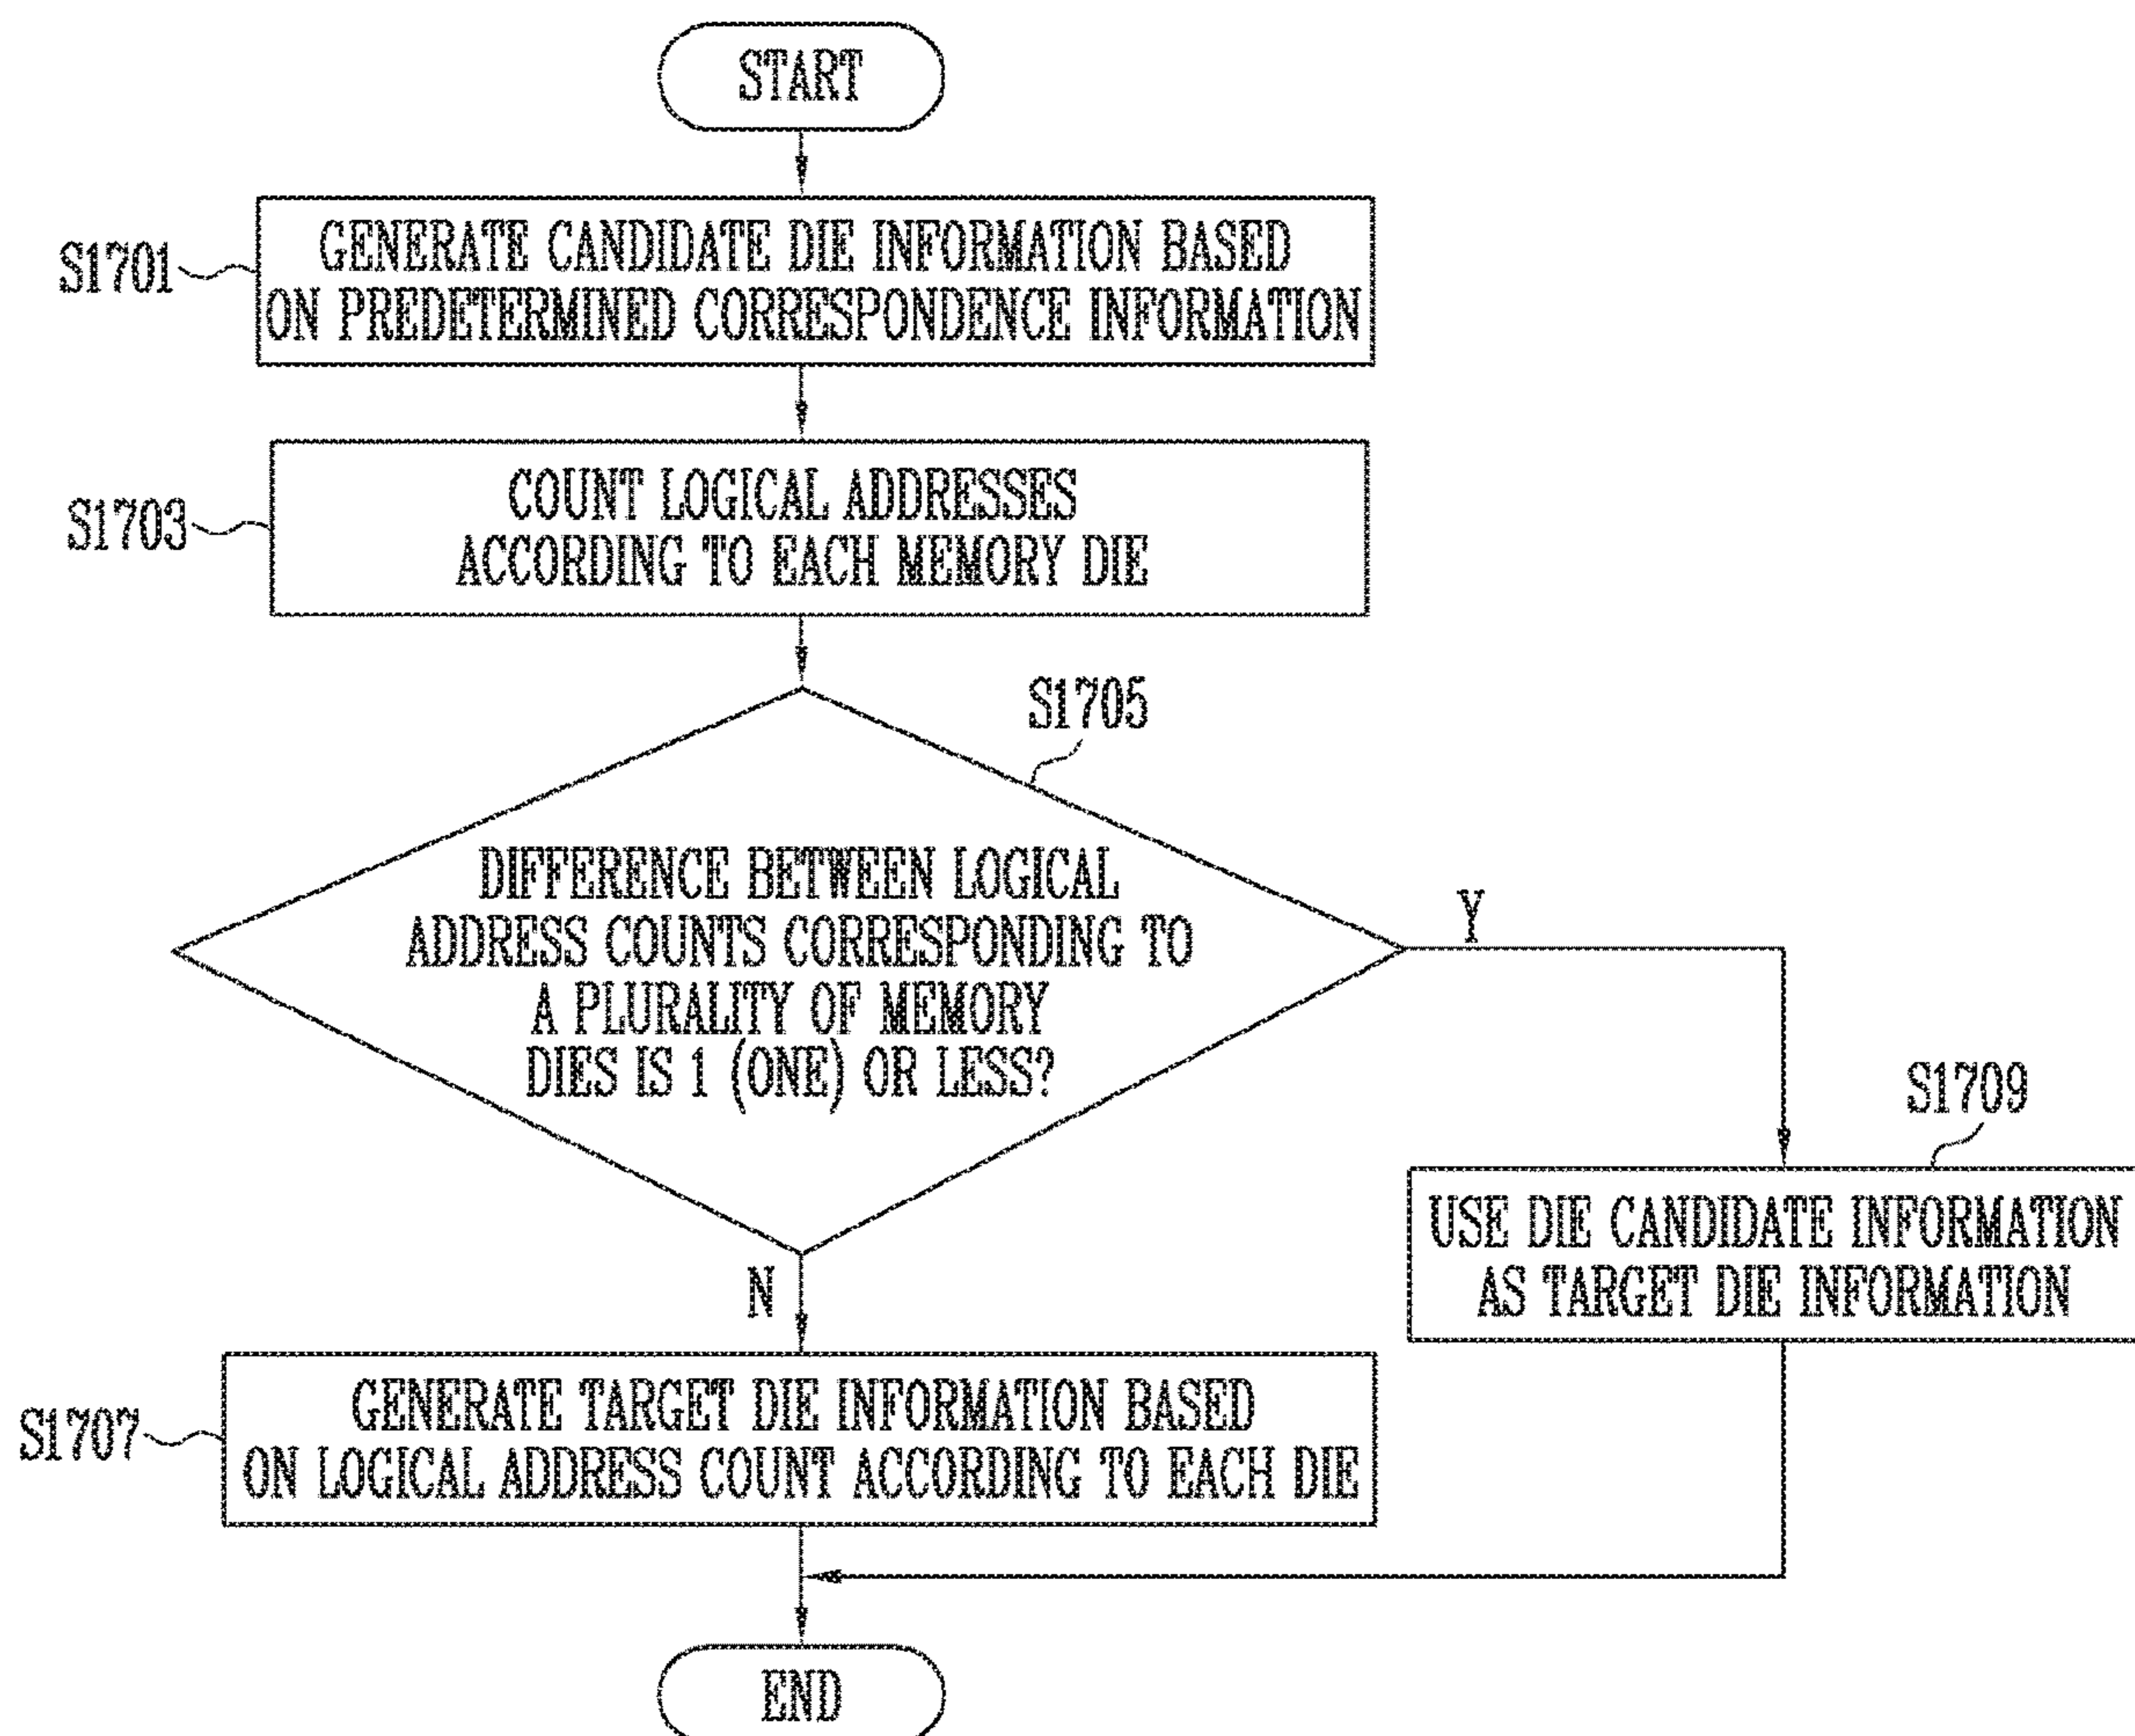 START
S1701
GENERATE CANDIDATE DIE INFORMATION BASED
ON PREDETERMINED CORRESPONDENCE INFORMATION
S1703
COUNT LOGICAL ADDRESSES
ACCORDING TO EACH MEMORY DIE
S1705
DIFFERENCE BETWEEN LOGICAL
ADDRESS COUNTS CORRESPONDING TO
A PLURALITY OF MEMORY
DIES IS 1 (ONE) OR LESS?
Y
S1709
USE DIE CANDIDATE INFORMATION
AS TARGET DIE INFORMATION
N
S1707
GENERATE TARGET DIE INFORMATION BASED
ON LOGICAL ADDRESS COUNT ACCORDING TO EACH DIE
END